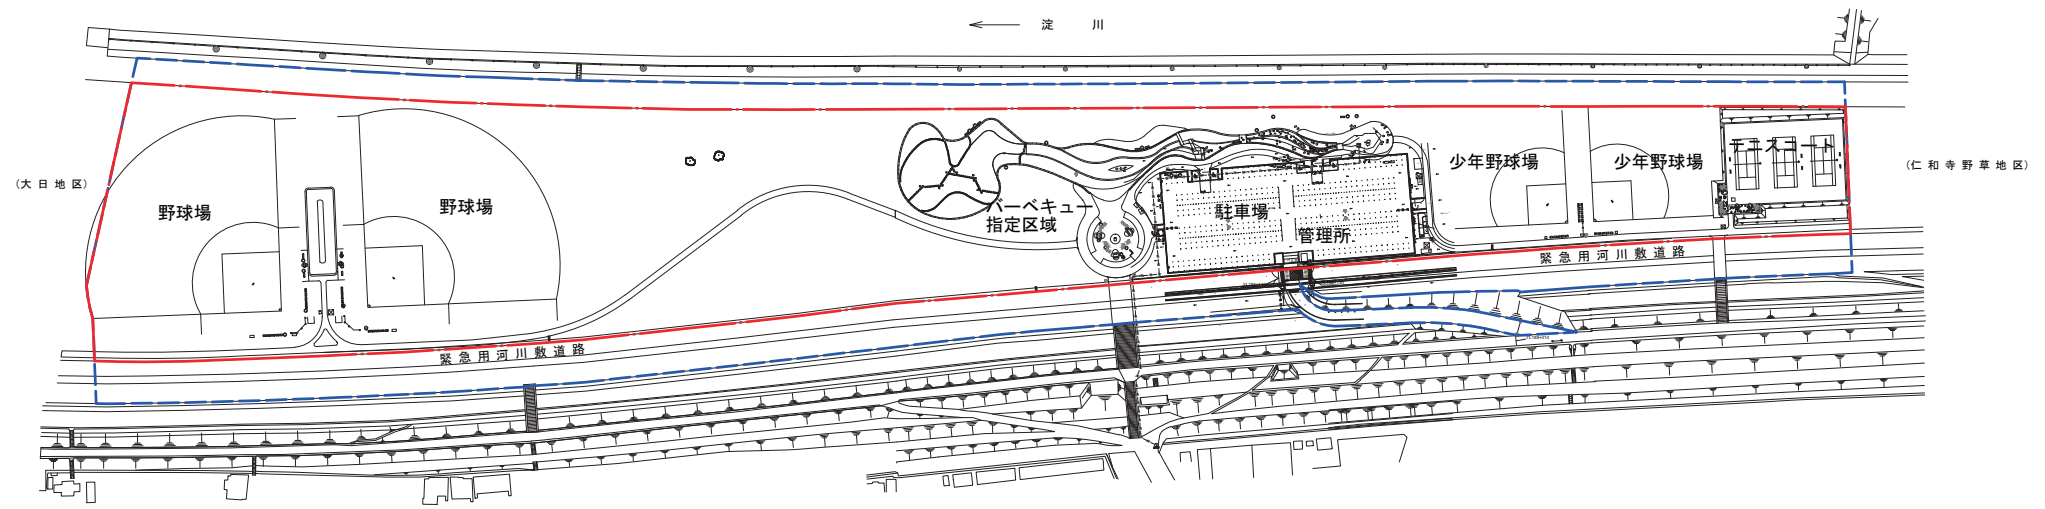 淀　川
（大日地区）
野球場
野球場
バーベキュー
指定区域
駐車場
管理所
少年野球場
少年野球場
テニスコート
（仁和寺野草地区）
緊急用河川敷道路
緊急用河川敷道路